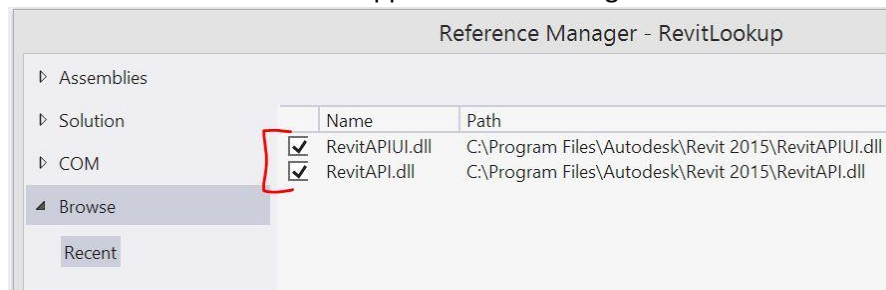 Reference Manager - RevitLookup
Assemblies
Solution
COM
Browse
Recent
Name Path
RevitAPIUI.dll C:\Program Files\Autodesk\Revit 2015\RevitAPIUI.dll
RevitAPI.dll C:\Program Files\Autodesk\Revit 2015\RevitAPI.dll